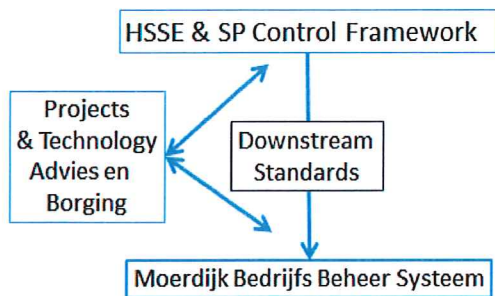 HSSE & SP Control Framework
Projects
& Technology
Advies en
Borging
Downstream
Standards
Moerdijk Bedrijfs Beheer Systeem